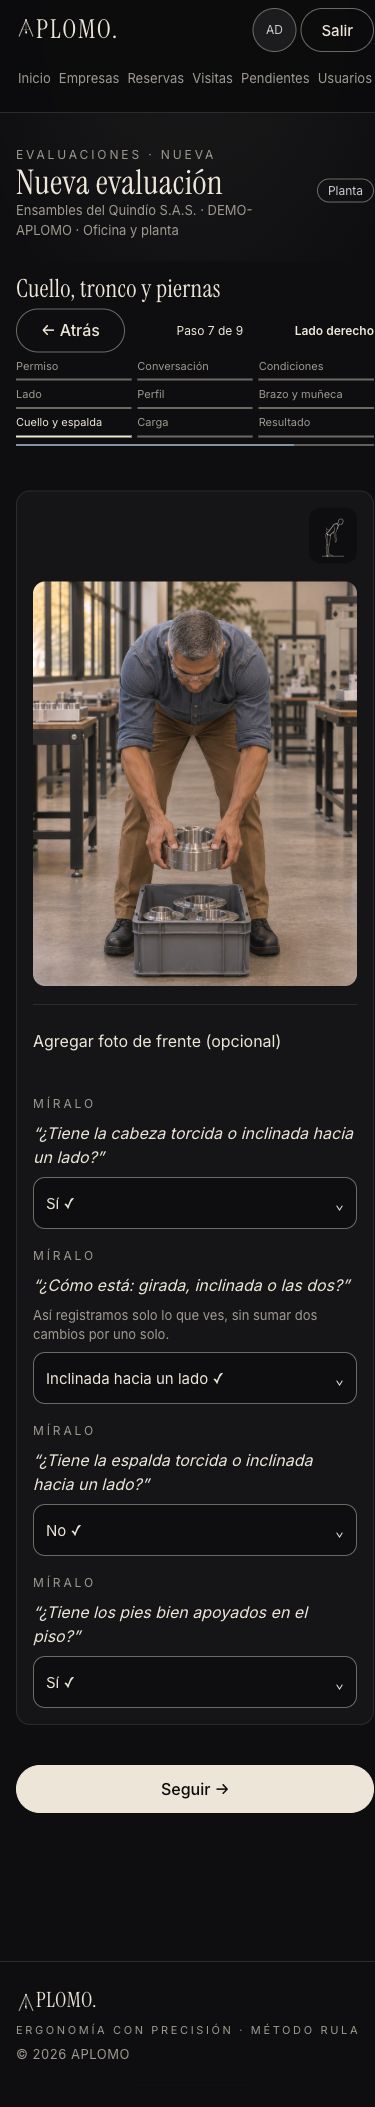 APLOMO.
AD
Salir
Inicio Empresas Reservas Visitas Pendientes Usuarios
EVALUACIONES · NUEVA
Nueva evaluación
Ensambles del Quindío S.A.S. · DEMO-
APLOMO · Oficina y planta
Planta
Cuello, tronco y piernas
← Atrás
Paso 7 de 9
Lado derecho
Permiso Conversación Condiciones
Lado Perfil Brazo y muñeca
Cuello y espalda Carga Resultado
Agregar foto de frente (opcional)
MÍRALO
“¿Tiene la cabeza torcida o inclinada hacia
un lado?”
Sí ✓
MÍRALO
“¿Cómo está: girada, inclinada o las dos?”
Así registramos solo lo que ves, sin sumar dos
cambios por uno solo.
Inclinada hacia un lado ✓
MÍRALO
“¿Tiene la espalda torcida o inclinada
hacia un lado?”
No ✓
MÍRALO
“¿Tiene los pies bien apoyados en el
piso?”
Sí ✓
Seguir →
APLOMO.
ERGONOMÍA CON PRECISIÓN · MÉTODO RULA
© 2026 APLOMO